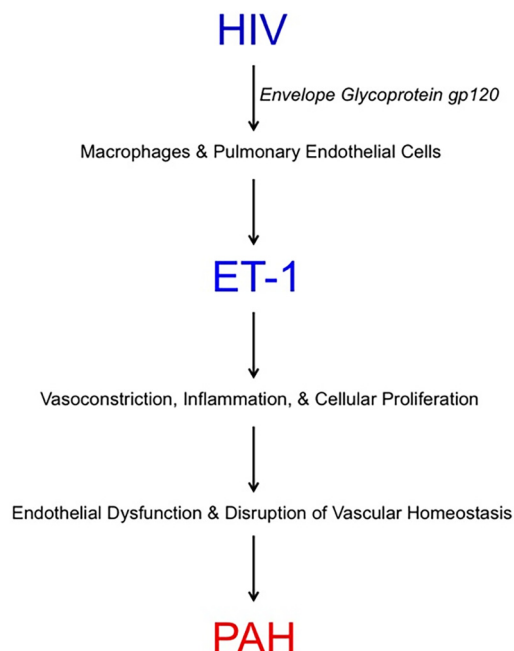 HIV
Envelope Glycoprotein gp120
Macrophages & Pulmonary Endothelial Cells
ET-1
Vasoconstriction, Inflammation, & Cellular Proliferation
Endothelial Dysfunction & Disruption of Vascular Homeostasis
PAH